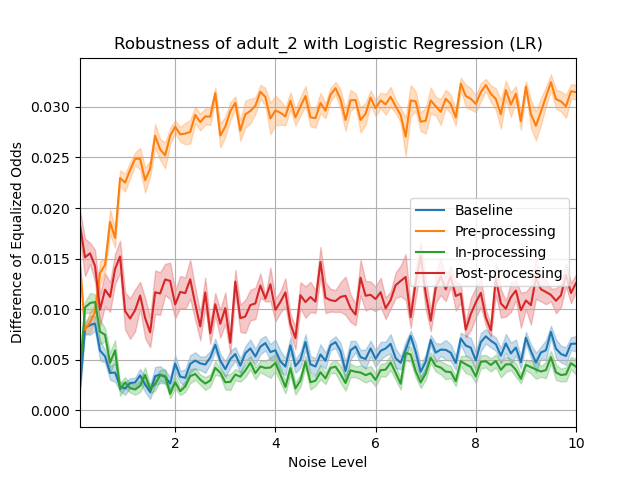 Robustness of adult_2 with Logistic Regression (LR)
Difference of Equalized Odds
0.030
0.025
0.020
0.015
0.010
0.005
0.000
Baseline
Pre-processing
In-processing
Post-processing
2
4
6
8
10
Noise Level